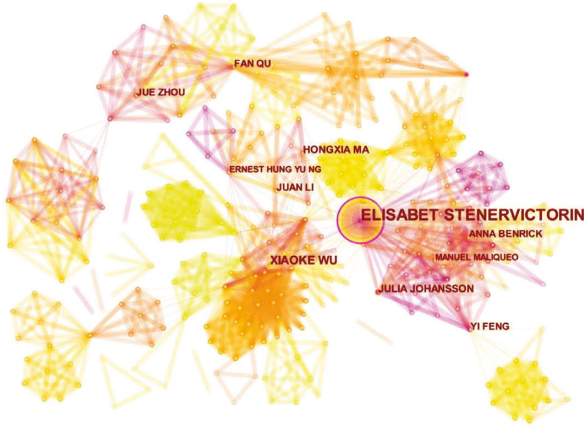 FAN QU
JUE ZHOU
HONGXIA MA
ERNEST HUNG YU NG
JUAN LI
ELISABET STENERVICTORIN
ANNA BENRICK
MANUEL MALIQUEO
XIAOKE WU
JULIA JOHANSSON
YI FENG